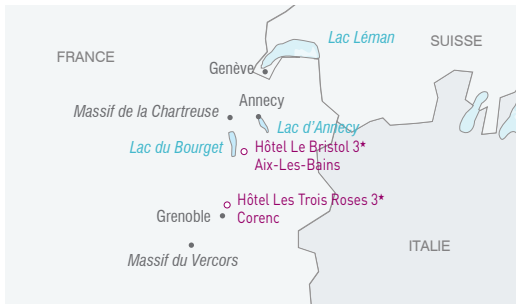 Lac Léman
SUISSE
FRANCE
Genève
Annecy
Massif de la Chartreuse
Lac d'Annecy
Lac du Bourget
Hôtel Le Bristol 3★
Aix-Les-Bains
Hôtel Les Trois Roses 3★
Grenoble
Corenc
ITALIE
Massif du Vercors